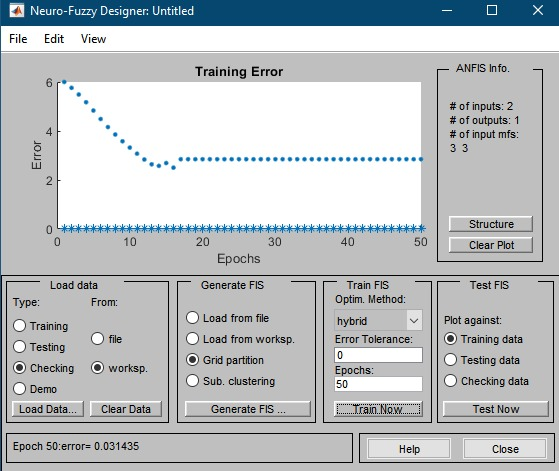 Neuro-Fuzzy Designer: Untitled
File Edit View
Training Error
6
4
2
0
Error
0 10 20 30 40 50
Epochs
ANFIS Info.
# of inputs: 2
# of outputs: 1
# of input mfs:
3 3
Structure
Clear Plot
Load data
Type: From:
Training
Testing
Checking
Demo
file
worksp.
Load Data... Clear Data
Generate FIS
Load from file
Load from worksp.
Grid partition
Sub. clustering
Generate FIS ...
Train FIS
Optim. Method:
hybrid
Error Tolerance:
0
Epochs:
50
Train Now
Test FIS
Plot against:
Training data
Testing data
Checking data
Test Now
Epoch 50:error= 0.031435
Help Close